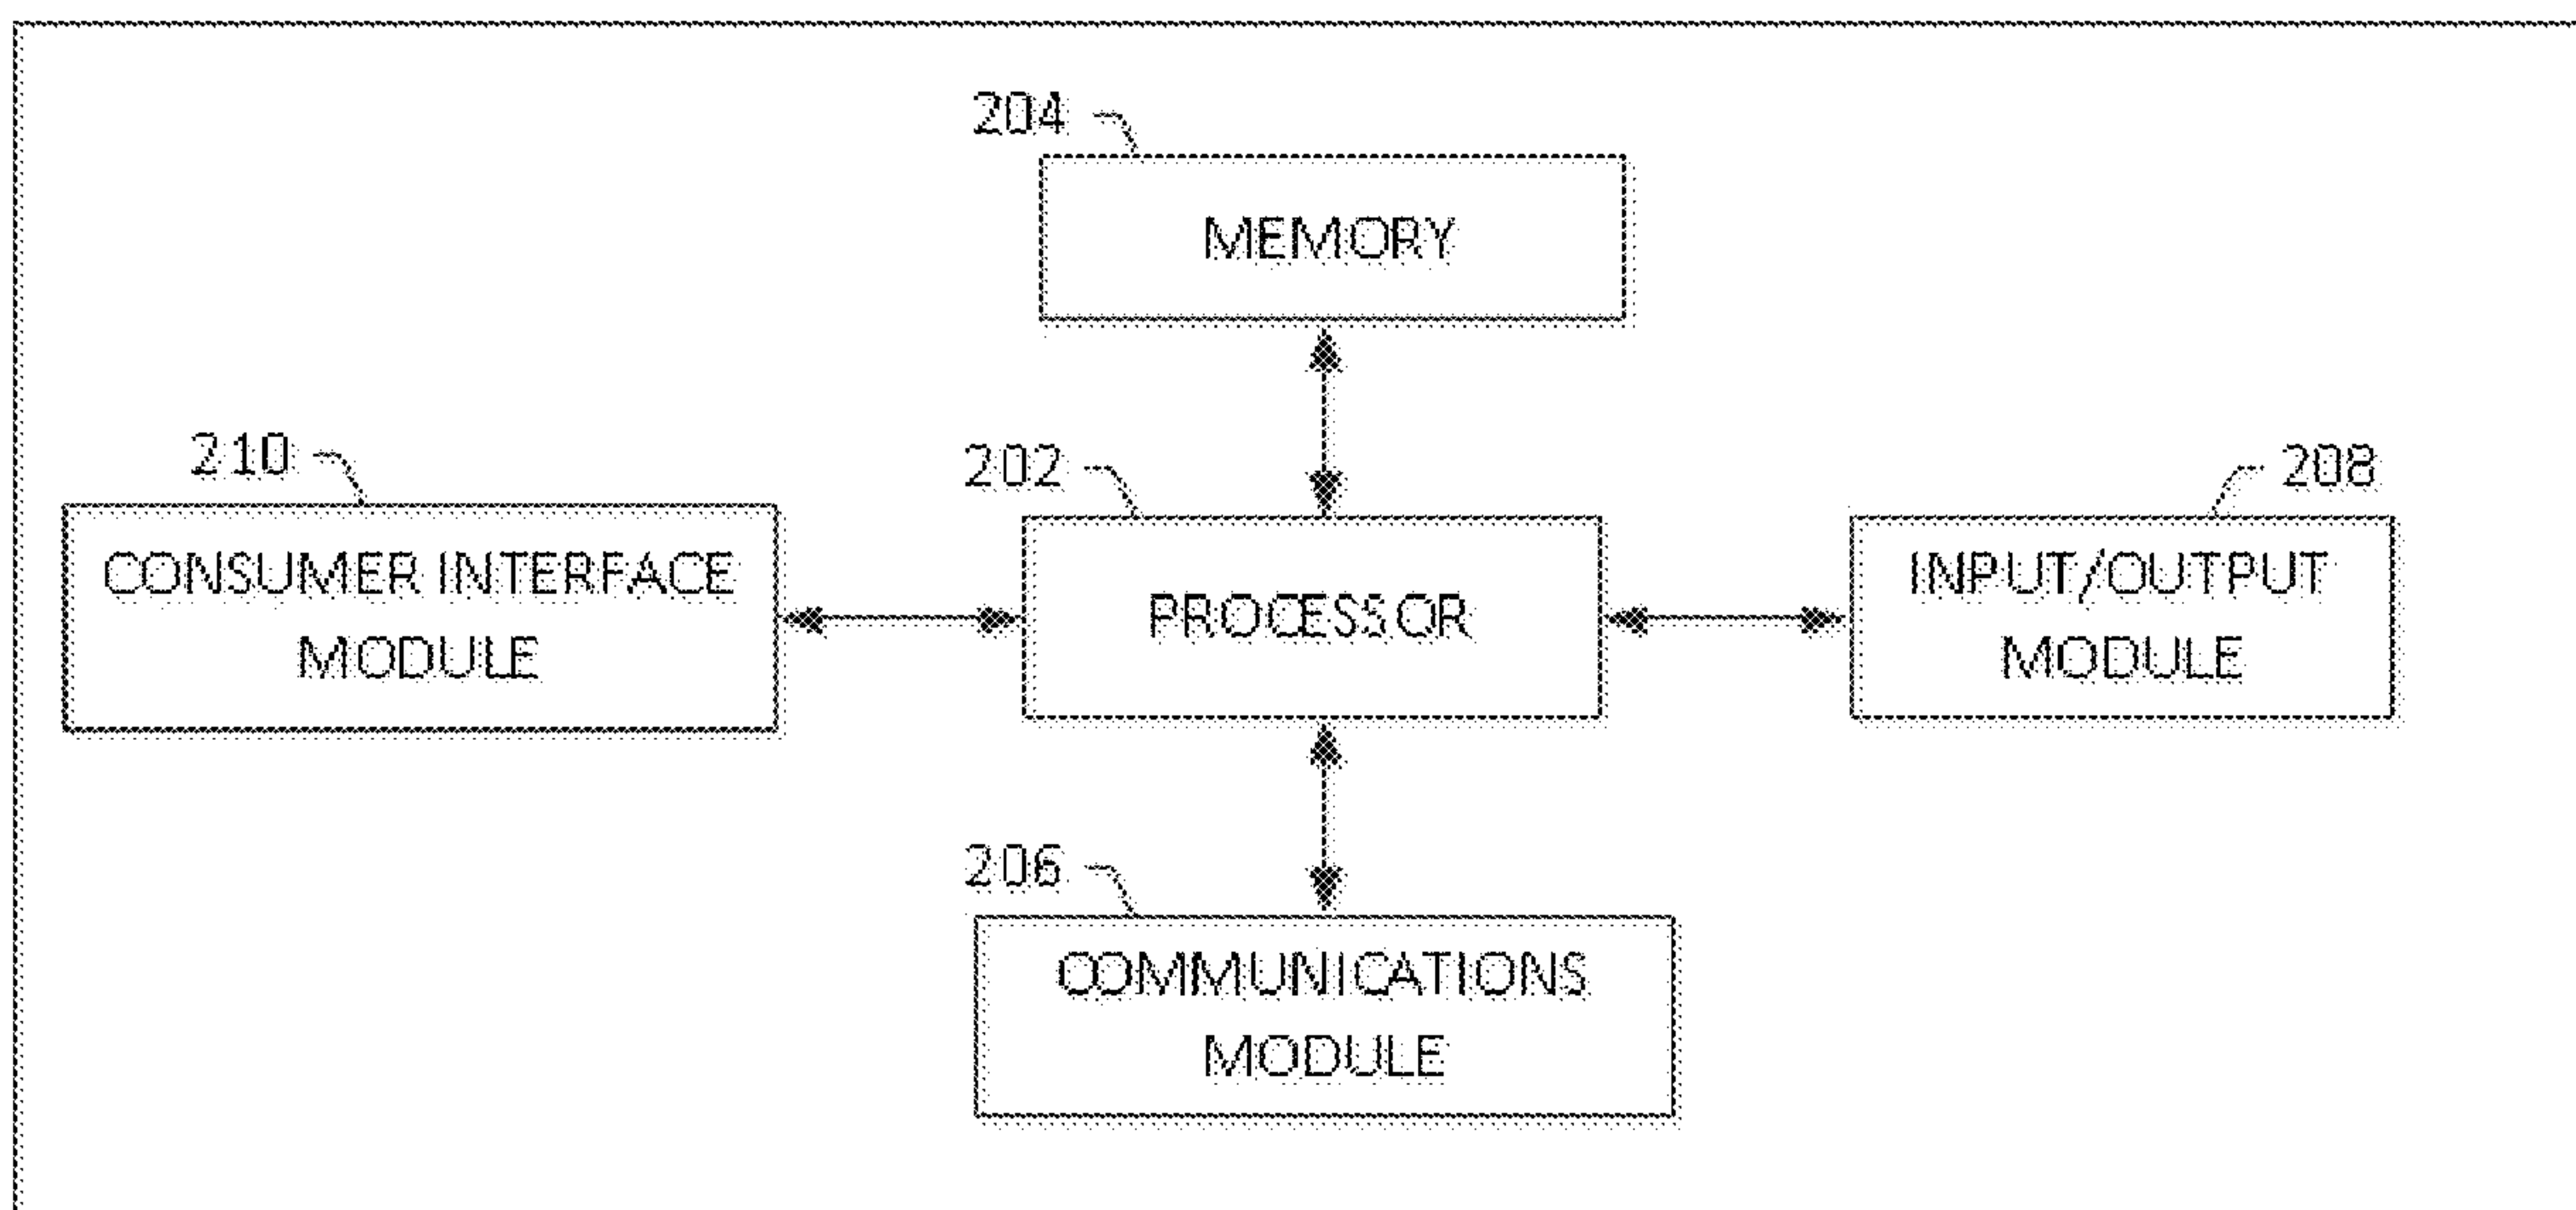 204
MEMORY
210
202
208
CONSUMER INTERFACE
MODULE
PROCESSOR
INPUT/OUTPUT
MODULE
206
COMMUNICATIONS
MODULE